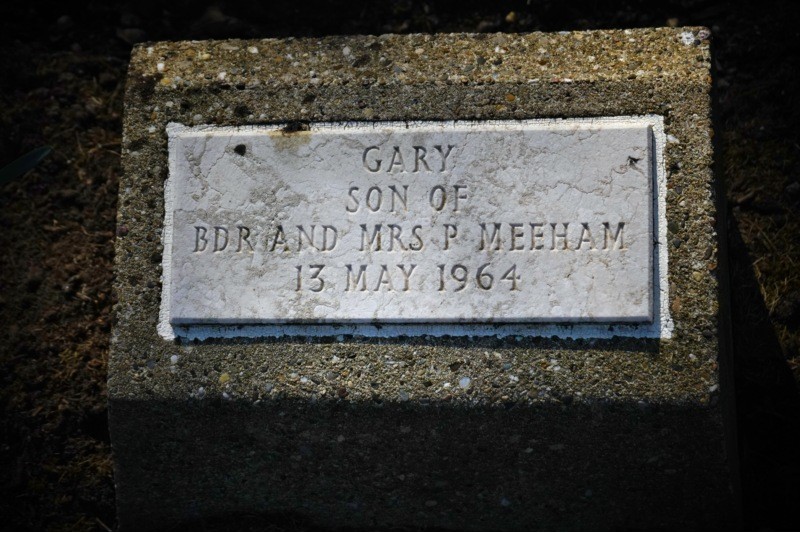 GARY
SON OF
BDR AND MRS P MEEHAM
13 MAY 1964